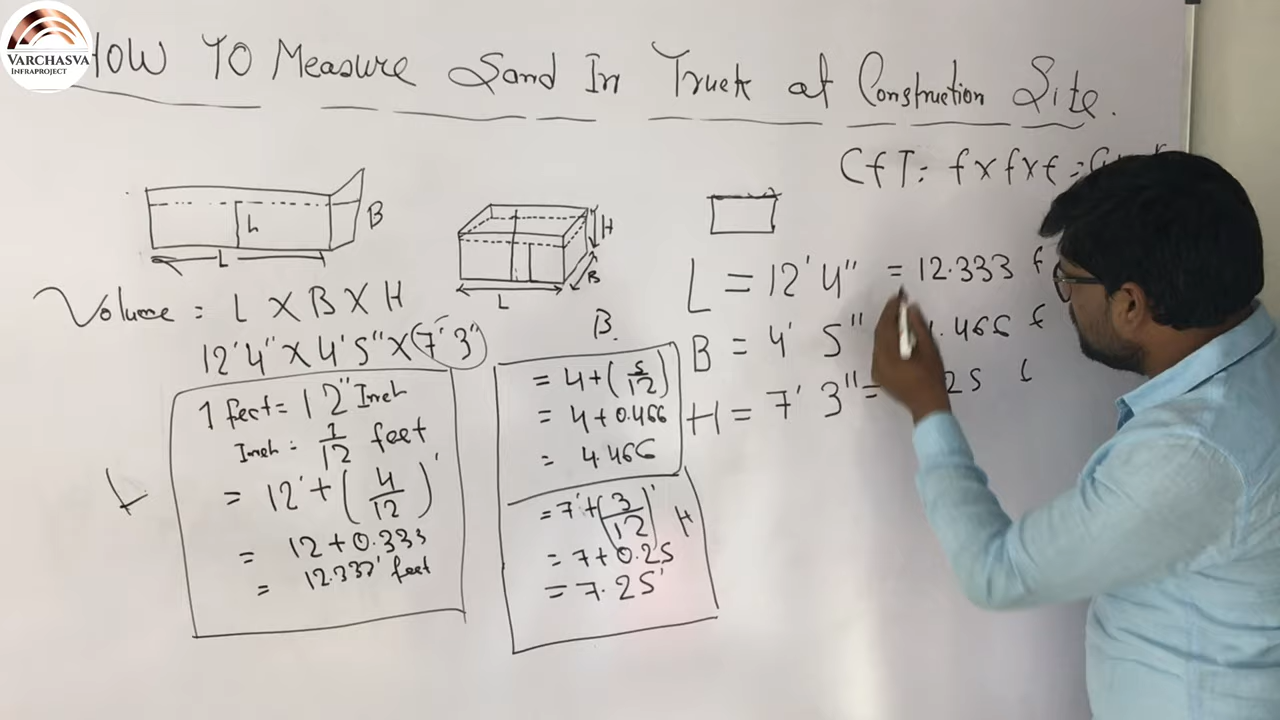 VARCHASVA
INFRAPROJECT
HOW TO Measure Sand In Truck at Construction Site.
CfT: fxfxf =
h
B
L
H
B
L
Volume = L X B X H
12'4" X 4'5" X 7'3"
1 feet = 12" Inch
Inch = 1/12 feet
= 12' + (4/12)'
= 12 + 0.333
= 12.333' feet
L
B.
= 4 + (5/12)
= 4 + 0.466
= 4.466
= 7' + (3/12)' H
= 7 + 0.25
= 7.25'
L = 12'4" = 12.333 f
B = 4' 5" .466 f
H = 7' 3" = 25